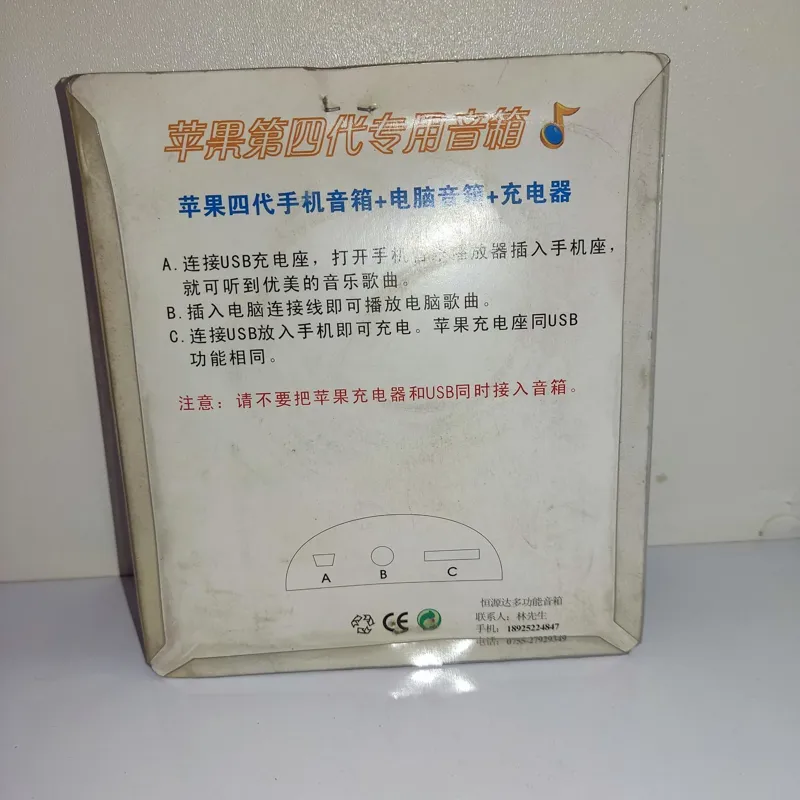 苹果第四代专用音箱
苹果四代手机音箱+电脑音箱+充电器
A.连接USB充电座，打开手机音乐播放器插入手机座，
就可听到优美的音乐歌曲。
B.插入电脑连接线即可播放电脑歌曲。
C.连接USB放入手机即可充电。苹果充电座同USB
功能相同。
注意：请不要把苹果充电器和USB同时接入音箱。
A B C
CE
恒源达多功能音箱
联系人：林先生
手机：18925224847
电话：0755-27929349